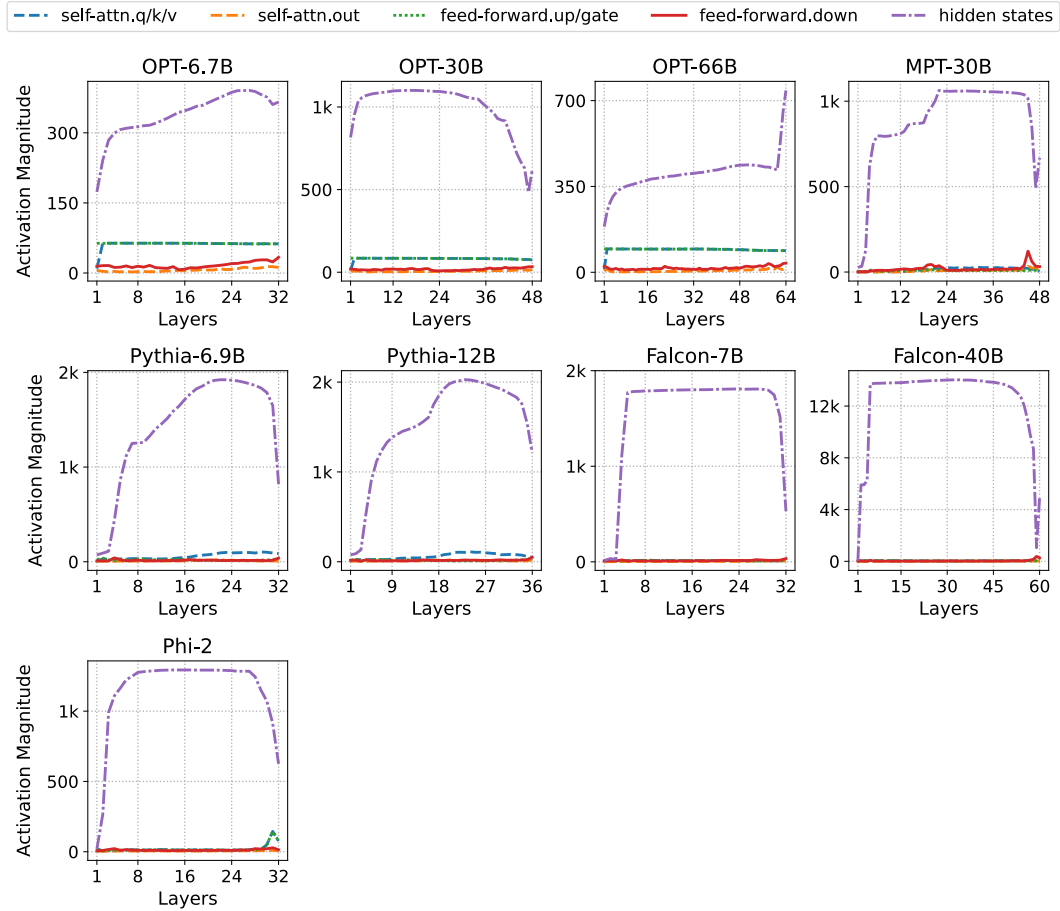 self-attn.q/k/v self-attn.out feed-forward.up/gate feed-forward.down hidden states
OPT-6.7B OPT-30B OPT-66B MPT-30B
Activation Magnitude
300
150
0
1 8 16 24 32
Layers
1k
500
0
1 12 24 36 48
Layers
700
350
0
1 16 32 48 64
Layers
1k
500
0
1 12 24 36 48
Layers
Pythia-6.9B Pythia-12B Falcon-7B Falcon-40B
Activation Magnitude
2k
1k
0
1 8 16 24 32
Layers
2k
1k
0
1 9 18 27 36
Layers
2k
1k
0
1 8 16 24 32
Layers
12k
8k
4k
0
1 15 30 45 60
Layers
Phi-2
Activation Magnitude
1k
500
0
1 8 16 24 32
Layers